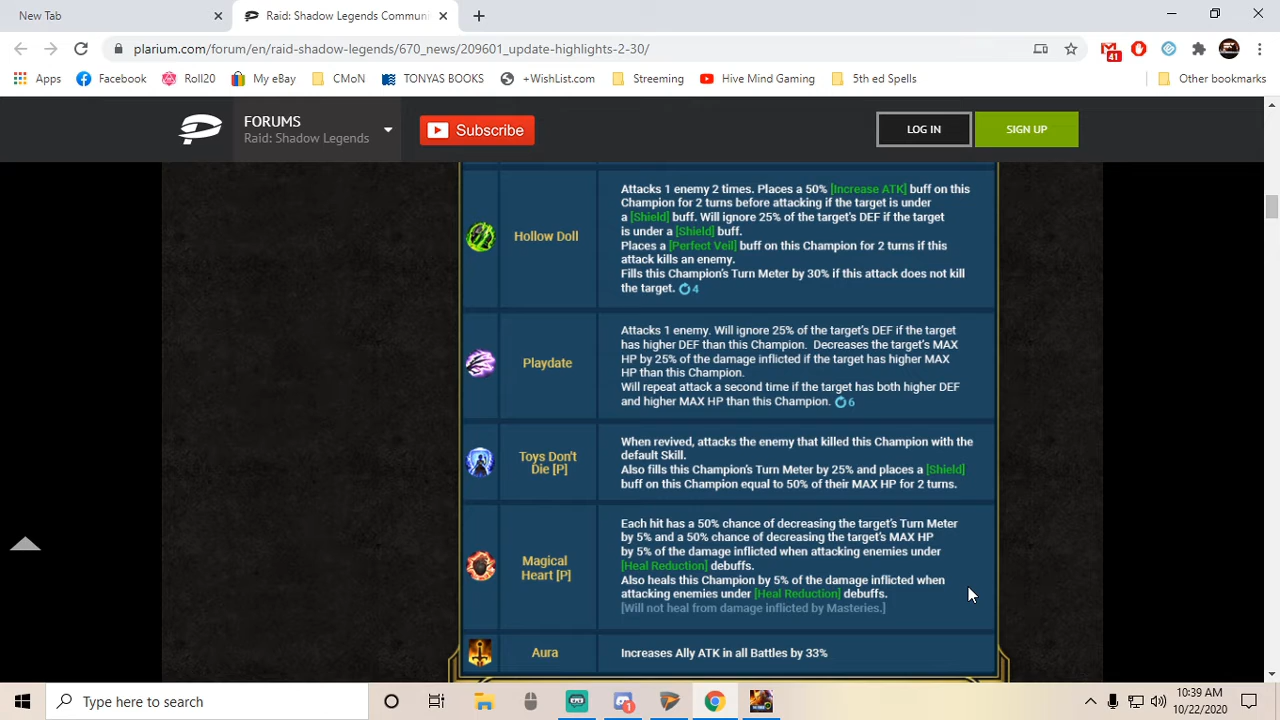 New Tab
Raid: Shadow Legends Commun
plarium.com/forum/en/raid-shadow-legends/670_news/209601_update-highlights-2-30/
41
Apps
Facebook
Roll20
My eBay
CMoN
TONYAS BOOKS
+WishList.com
Streeming
Hive Mind Gaming
5th ed Spells
Other bookmarks
FORUMS
Raid: Shadow Legends
Subscribe
LOG IN
SIGN UP
Hollow Doll
Attacks 1 enemy 2 times. Places a 50% [Increase ATK] buff on this
Champion for 2 turns before attacking if the target is under
a [Shield] buff. Will ignore 25% of the target's DEF if the target
is under a [Shield] buff.
Places a [Perfect Veil] buff on this Champion for 2 turns if this
attack kills an enemy.
Fills this Champion's Turn Meter by 30% if this attack does not kill
the target. 4
Playdate
Attacks 1 enemy. Will ignore 25% of the target's DEF if the target
has higher DEF than this Champion. Decreases the target's MAX
HP by 25% of the damage inflicted if the target has higher MAX
HP than this Champion.
Will repeat attack a second time if the target has both higher DEF
and higher MAX HP than this Champion. 6
Toys Don't
Die [P]
When revived, attacks the enemy that killed this Champion with the
default Skill.
Also fills this Champion's Turn Meter by 25% and places a [Shield]
buff on this Champion equal to 50% of their MAX HP for 2 turns.
Magical
Heart [P]
Each hit has a 50% chance of decreasing the target's Turn Meter
by 5% and a 50% chance of decreasing the target's MAX HP
by 5% of the damage inflicted when attacking enemies under
[Heal Reduction] debuffs.
Also heals this Champion by 5% of the damage inflicted when
attacking enemies under [Heal Reduction] debuffs.
[Will not heal from damage inflicted by Masteries.]
Aura
Increases Ally ATK in all Battles by 33%
Type here to search
1
10:39 AM
10/22/2020